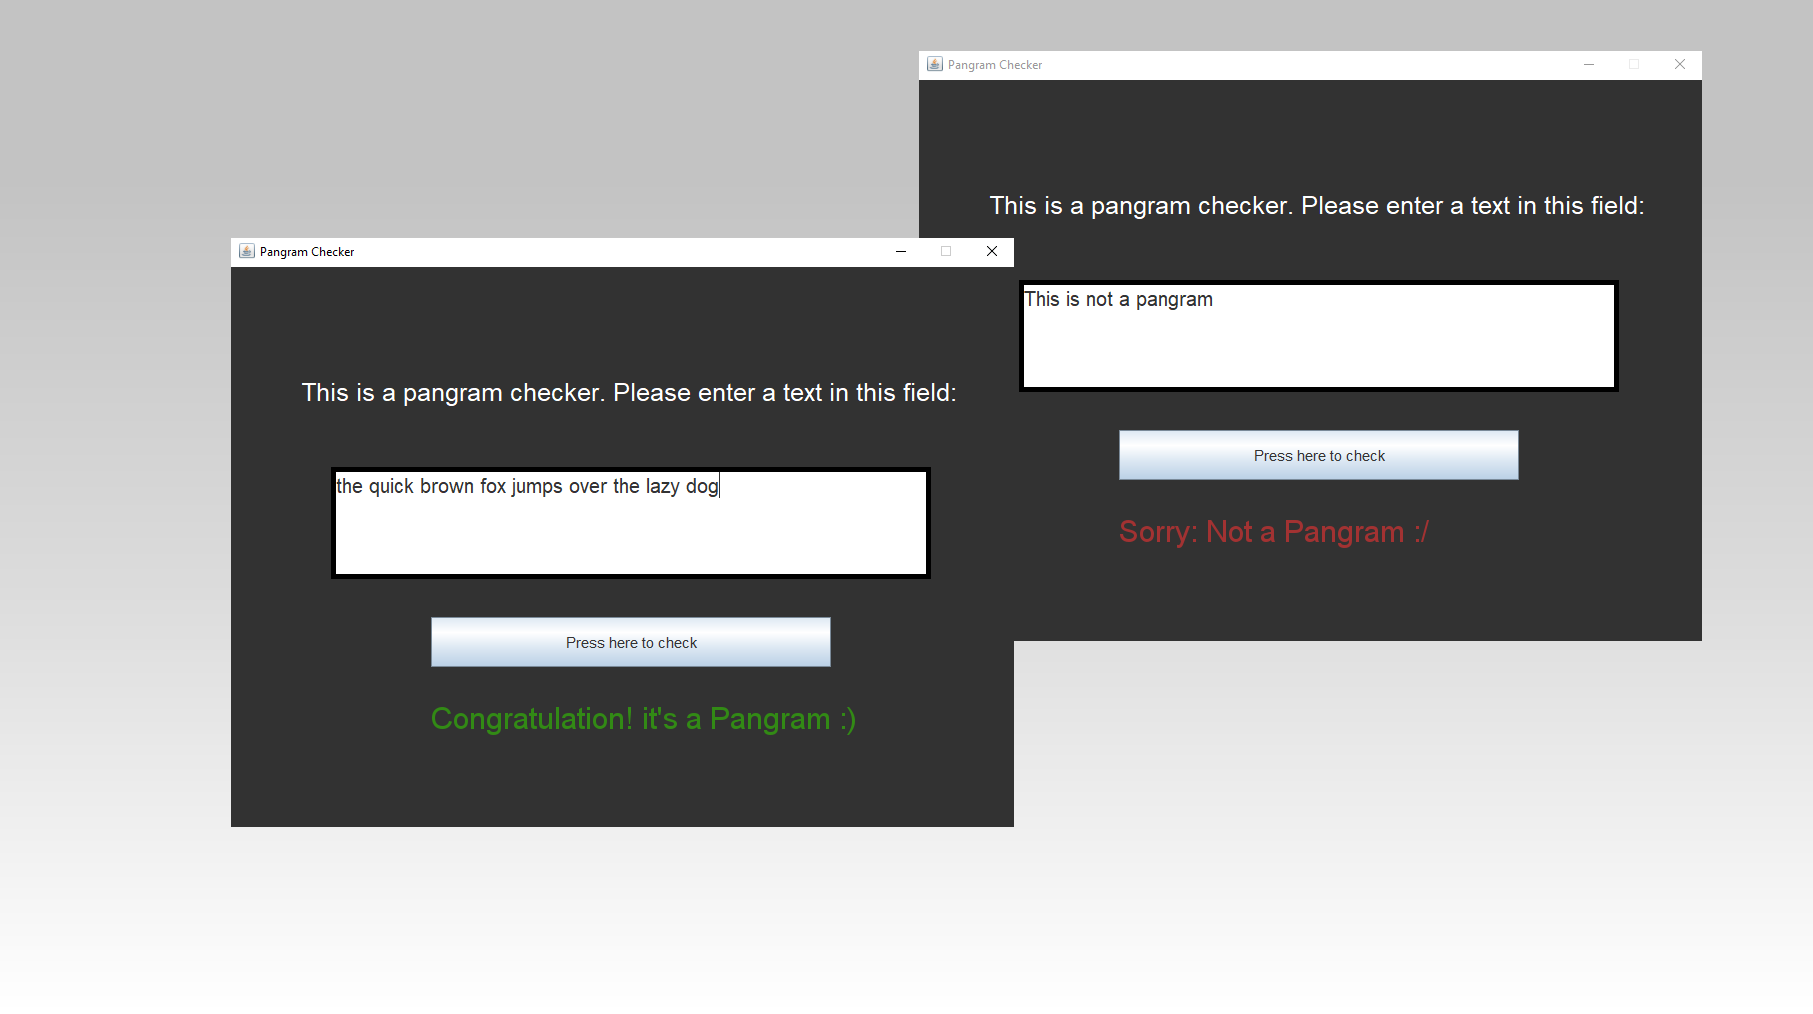 Pangram Checker
This is a pangram checker. Please enter a text in this field:
This is not a pangram
Press here to check
Sorry: Not a Pangram :/
Pangram Checker
This is a pangram checker. Please enter a text in this field:
the quick brown fox jumps over the lazy dog
Press here to check
Congratulation! it's a Pangram :)